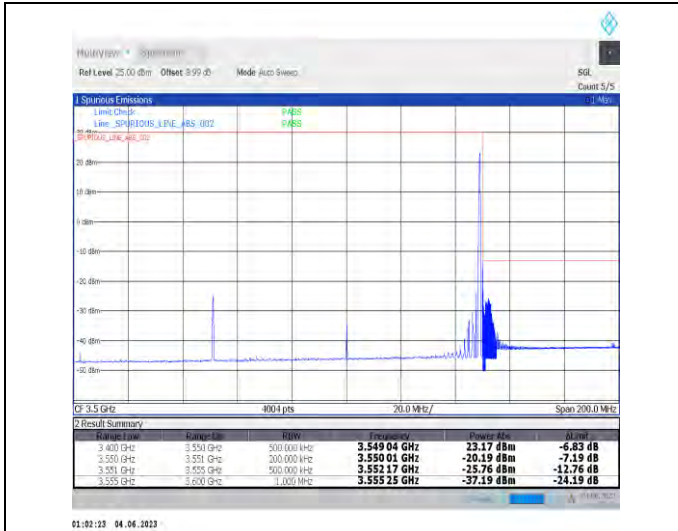 MultiView Spectrum
Ref Level 25.00 dBm Offset 8.99 dB Mode Auto Sweep SGL
Count 5/5
1 Spurious Emissions
Limit Check PASS
Line _SPURIOUS_LINE_ABS_002 PASS
SPURIOUS_LINE_ABS_002
20 dBm
10 dBm
0 dBm
-10 dBm
-20 dBm
-30 dBm
-40 dBm
-50 dBm
CF 3.5 GHz 4004 pts 20.0 MHz/ Span 200.0 MHz
2 Result Summary
Range Low Range Up RBW Frequency Power Abs ΔLimit
3.400 GHz 3.550 GHz 500.000 kHz 3.549 04 GHz 23.17 dBm -6.83 dB
3.550 GHz 3.551 GHz 200.000 kHz 3.550 01 GHz -20.19 dBm -7.19 dB
3.551 GHz 3.555 GHz 500.000 kHz 3.552 17 GHz -25.76 dBm -12.76 dB
3.555 GHz 3.600 GHz 1.000 MHz 3.555 25 GHz -37.19 dBm -24.19 dB
01:02:23 04.06.2023